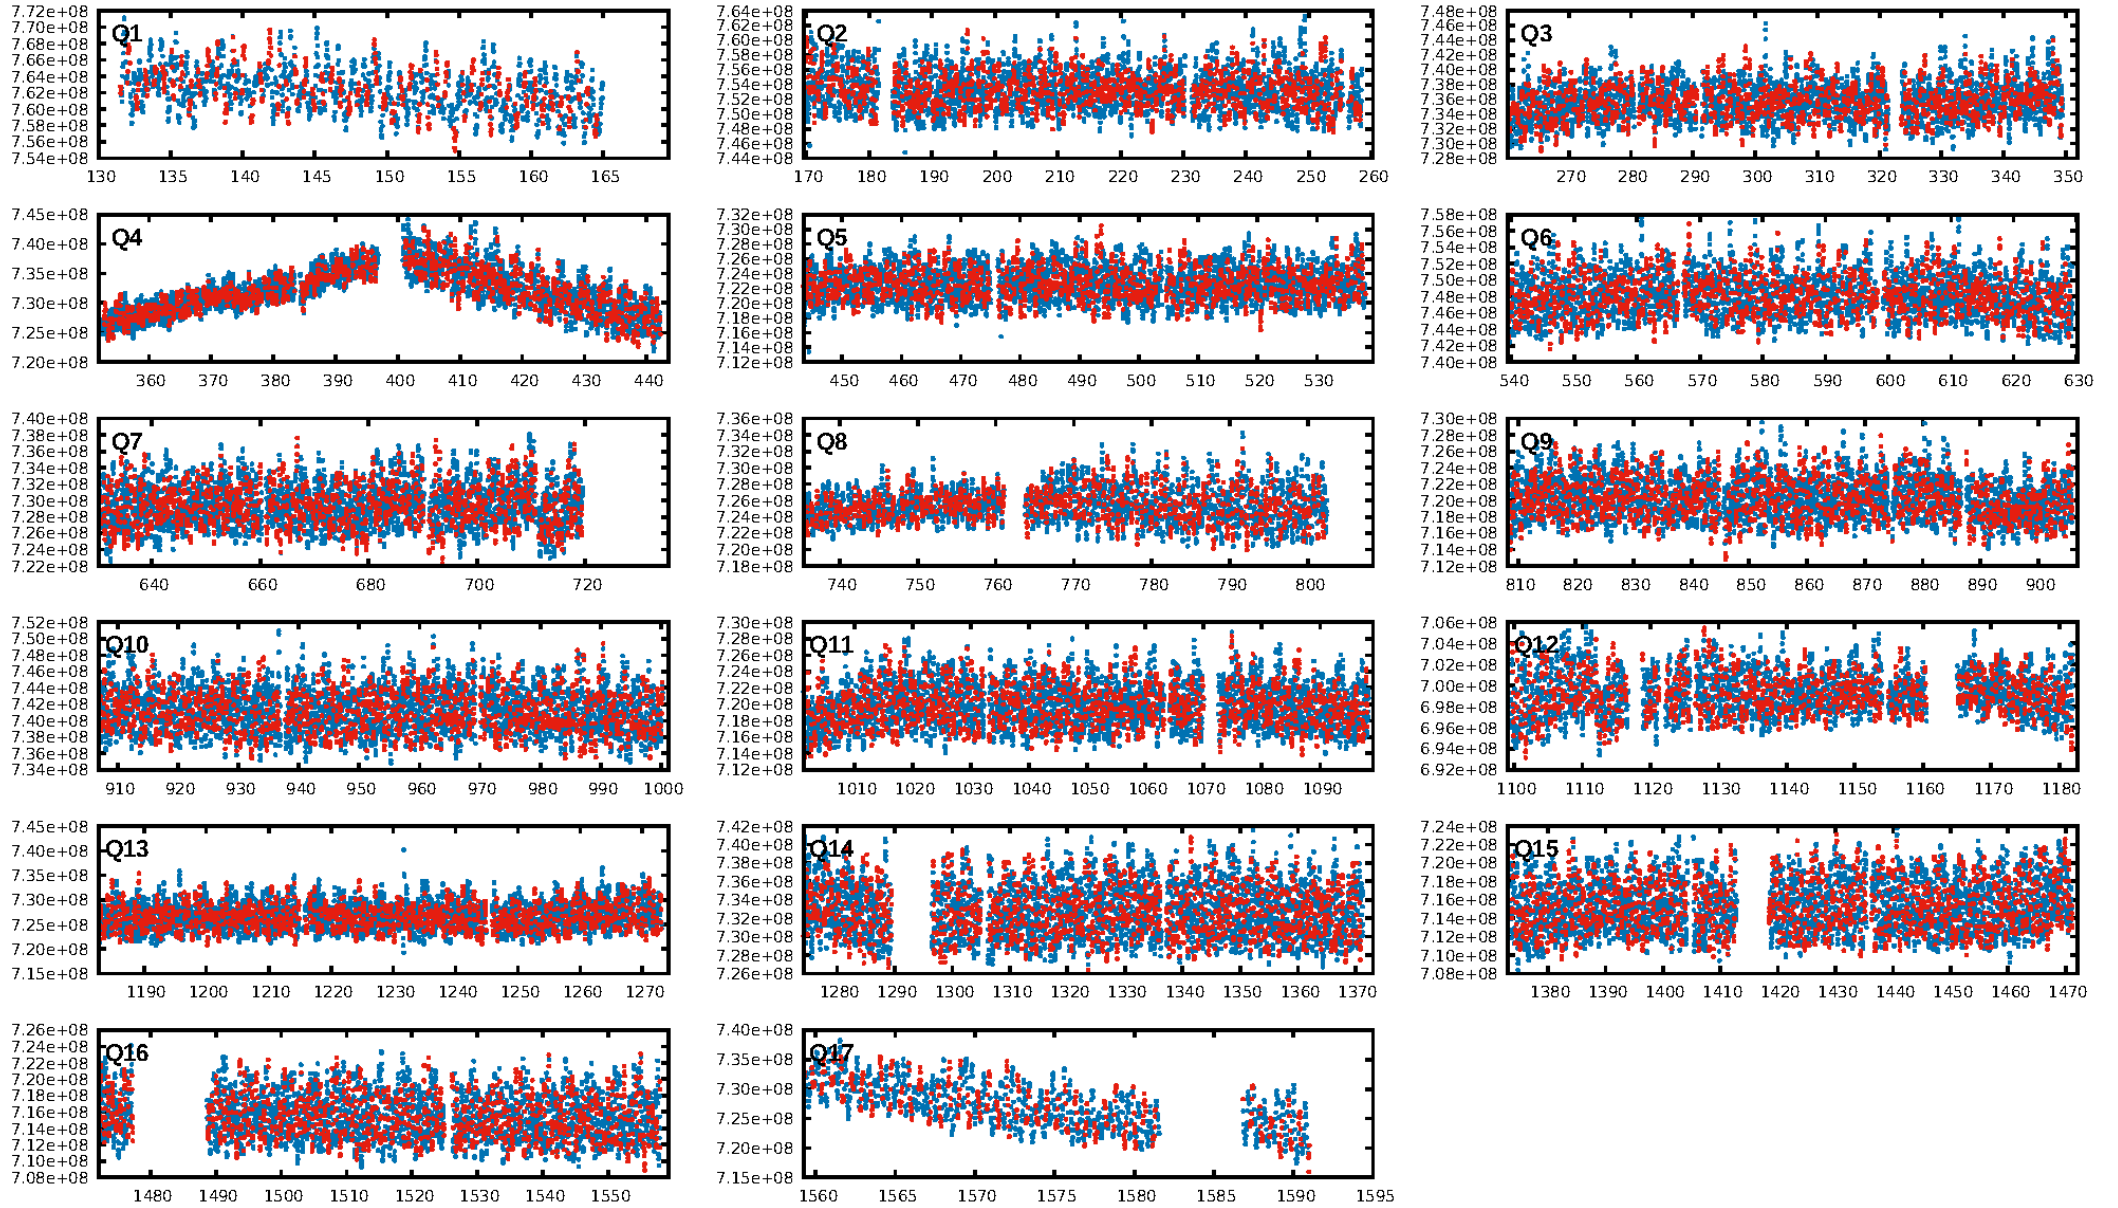 7.72e+08
7.70e+08
7.68e+08
7.66e+08
7.64e+08
7.62e+08
7.60e+08
7.58e+08
7.56e+08
7.54e+08
Q1
130 135 140 145 150 155 160 165
7.64e+08
7.62e+08
7.60e+08
7.58e+08
7.56e+08
7.54e+08
7.52e+08
7.50e+08
7.48e+08
7.46e+08
7.44e+08
Q2
170 180 190 200 210 220 230 240 250 260
7.48e+08
7.46e+08
7.44e+08
7.42e+08
7.40e+08
7.38e+08
7.36e+08
7.34e+08
7.32e+08
7.30e+08
7.28e+08
Q3
270 280 290 300 310 320 330 340 350
7.45e+08
7.40e+08
7.35e+08
7.30e+08
7.25e+08
7.20e+08
Q4
360 370 380 390 400 410 420 430 440
7.32e+08
7.30e+08
7.28e+08
7.26e+08
7.24e+08
7.22e+08
7.20e+08
7.18e+08
7.16e+08
7.14e+08
7.12e+08
Q5
450 460 470 480 490 500 510 520 530
7.58e+08
7.56e+08
7.54e+08
7.52e+08
7.50e+08
7.48e+08
7.46e+08
7.44e+08
7.42e+08
7.40e+08
Q6
540 550 560 570 580 590 600 610 620 630
7.40e+08
7.38e+08
7.36e+08
7.34e+08
7.32e+08
7.30e+08
7.28e+08
7.26e+08
7.24e+08
7.22e+08
Q7
640 660 680 700 720
7.36e+08
7.34e+08
7.32e+08
7.30e+08
7.28e+08
7.26e+08
7.24e+08
7.22e+08
7.20e+08
7.18e+08
Q8
740 750 760 770 780 790 800
7.30e+08
7.28e+08
7.26e+08
7.24e+08
7.22e+08
7.20e+08
7.18e+08
7.16e+08
7.14e+08
7.12e+08
Q9
810 820 830 840 850 860 870 880 890 900
7.52e+08
7.50e+08
7.48e+08
7.46e+08
7.44e+08
7.42e+08
7.40e+08
7.38e+08
7.36e+08
7.34e+08
Q10
910 920 930 940 950 960 970 980 990 1000
7.30e+08
7.28e+08
7.26e+08
7.24e+08
7.22e+08
7.20e+08
7.18e+08
7.16e+08
7.14e+08
7.12e+08
Q11
1010 1020 1030 1040 1050 1060 1070 1080 1090
7.06e+08
7.04e+08
7.02e+08
7.00e+08
6.98e+08
6.96e+08
6.94e+08
6.92e+08
Q12
1100 1110 1120 1130 1140 1150 1160 1170 1180
7.45e+08
7.40e+08
7.35e+08
7.30e+08
7.25e+08
7.20e+08
7.15e+08
Q13
1190 1200 1210 1220 1230 1240 1250 1260 1270
7.42e+08
7.40e+08
7.38e+08
7.36e+08
7.34e+08
7.32e+08
7.30e+08
7.28e+08
7.26e+08
Q14
1280 1290 1300 1310 1320 1330 1340 1350 1360 1370
7.24e+08
7.22e+08
7.20e+08
7.18e+08
7.16e+08
7.14e+08
7.12e+08
7.10e+08
7.08e+08
Q15
1380 1390 1400 1410 1420 1430 1440 1450 1460 1470
7.26e+08
7.24e+08
7.22e+08
7.20e+08
7.18e+08
7.16e+08
7.14e+08
7.12e+08
7.10e+08
7.08e+08
Q16
1480 1490 1500 1510 1520 1530 1540 1550
7.40e+08
7.35e+08
7.30e+08
7.25e+08
7.20e+08
7.15e+08
Q17
1560 1565 1570 1575 1580 1585 1590 1595